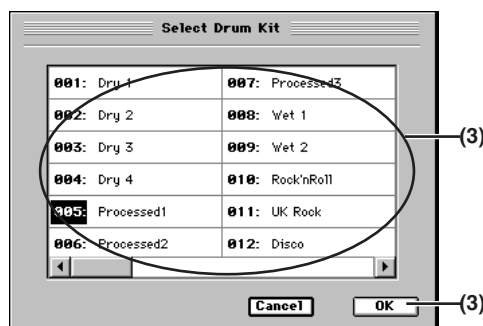 Select Drum Kit
001: Dry 1 007: Processed3
002: Dry 2 008: Wet 1
003: Dry 3 009: Wet 2
004: Dry 4 010: Rock'nRoll
005: Processed1 011: UK Rock
006: Processed2 012: Disco
(3)
Cancel OK (3)